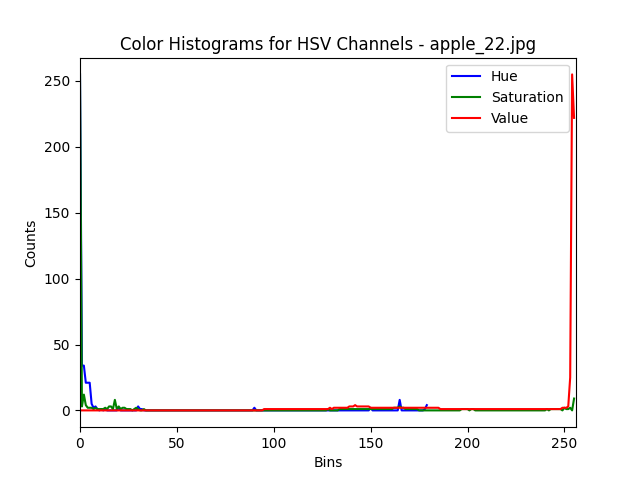 Color Histograms for HSV Channels - apple_22.jpg
Hue
Saturation
Value
Counts
250
200
150
100
50
0
0 50 100 150 200 250
Bins